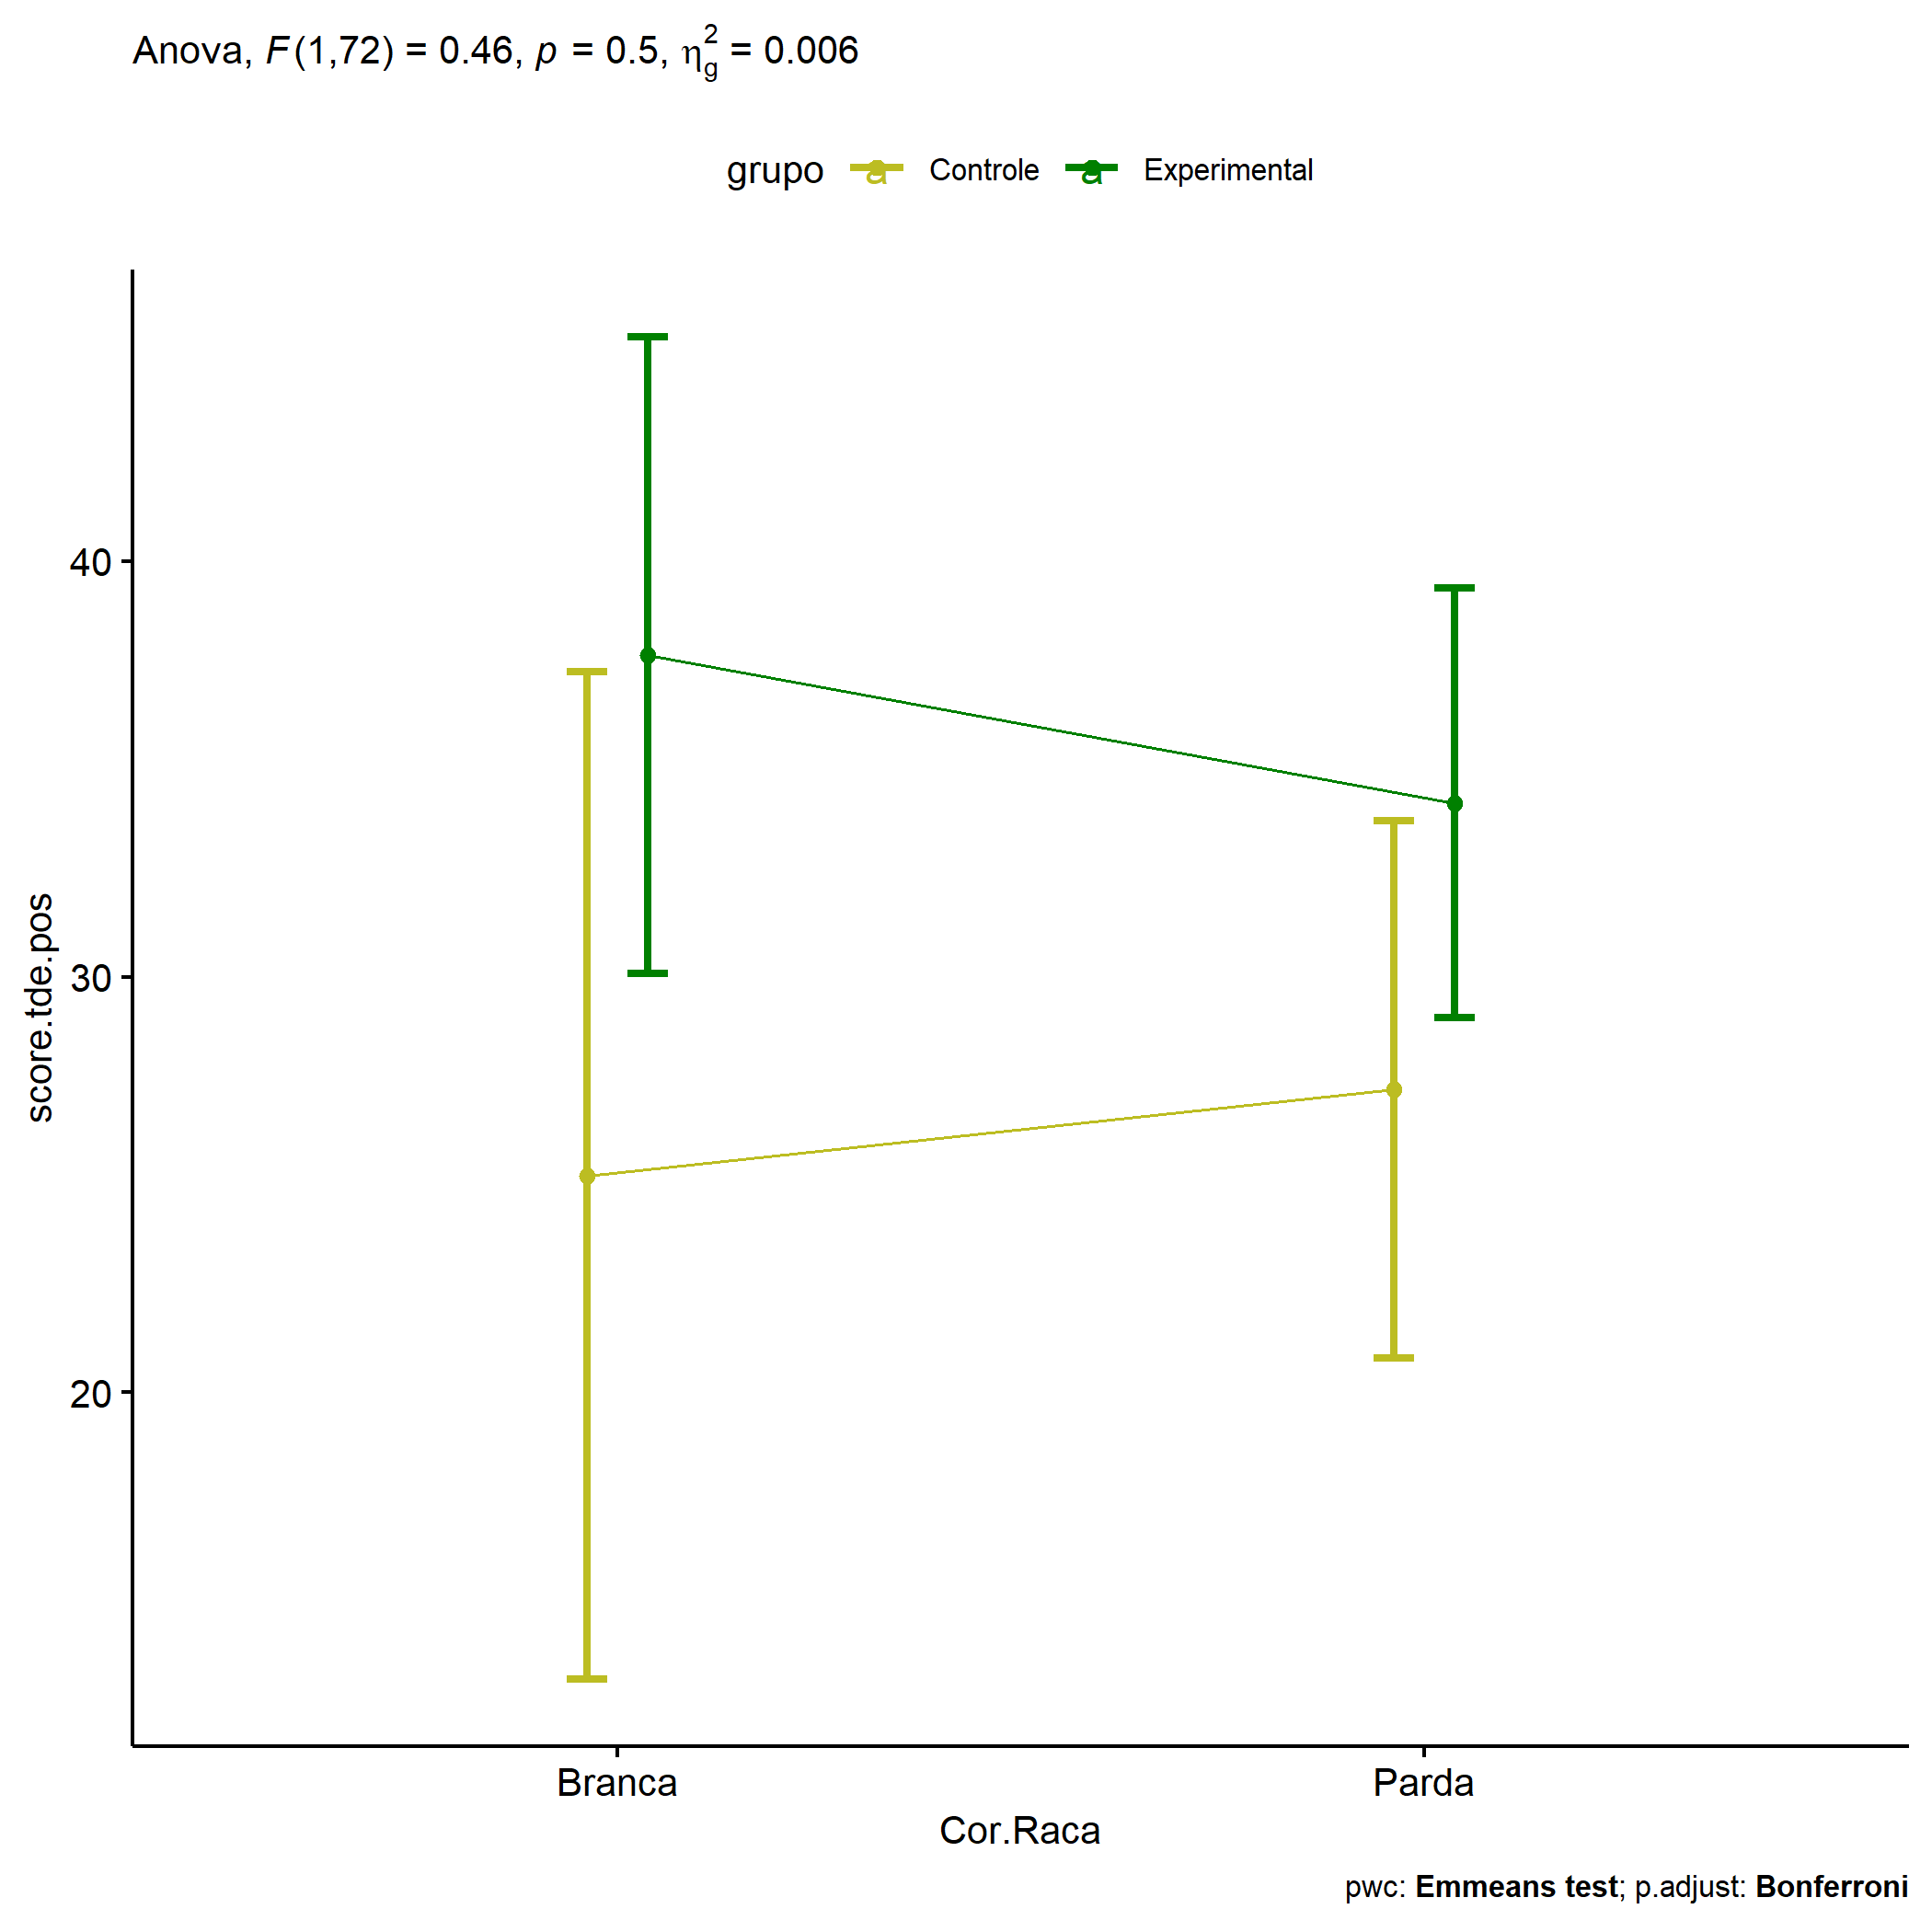 Anova, F(1,72) = 0.46, p = 0.5, η²g = 0.006
grupo a Controle a Experimental
40
30
20
score.tde.pos
Branca Parda
Cor.Raca
pwc: Emmeans test; p.adjust: Bonferroni